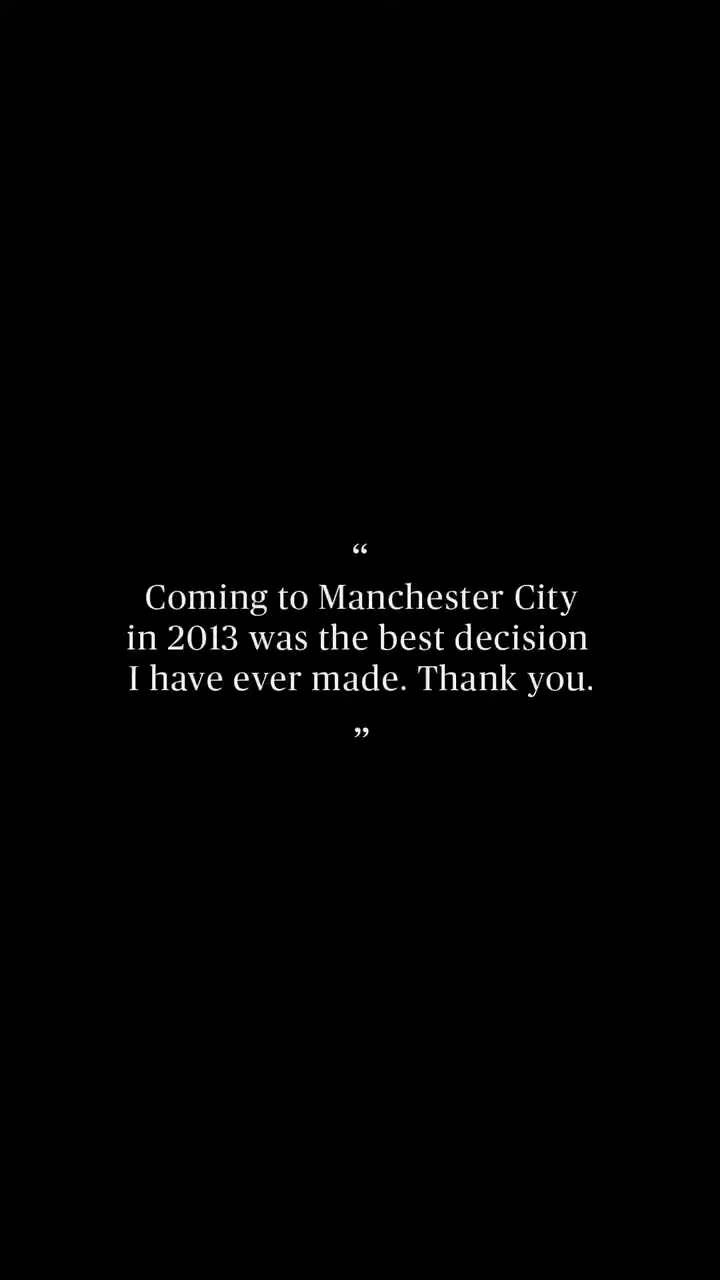 “
Coming to Manchester City
in 2013 was the best decision
I have ever made. Thank you.
”